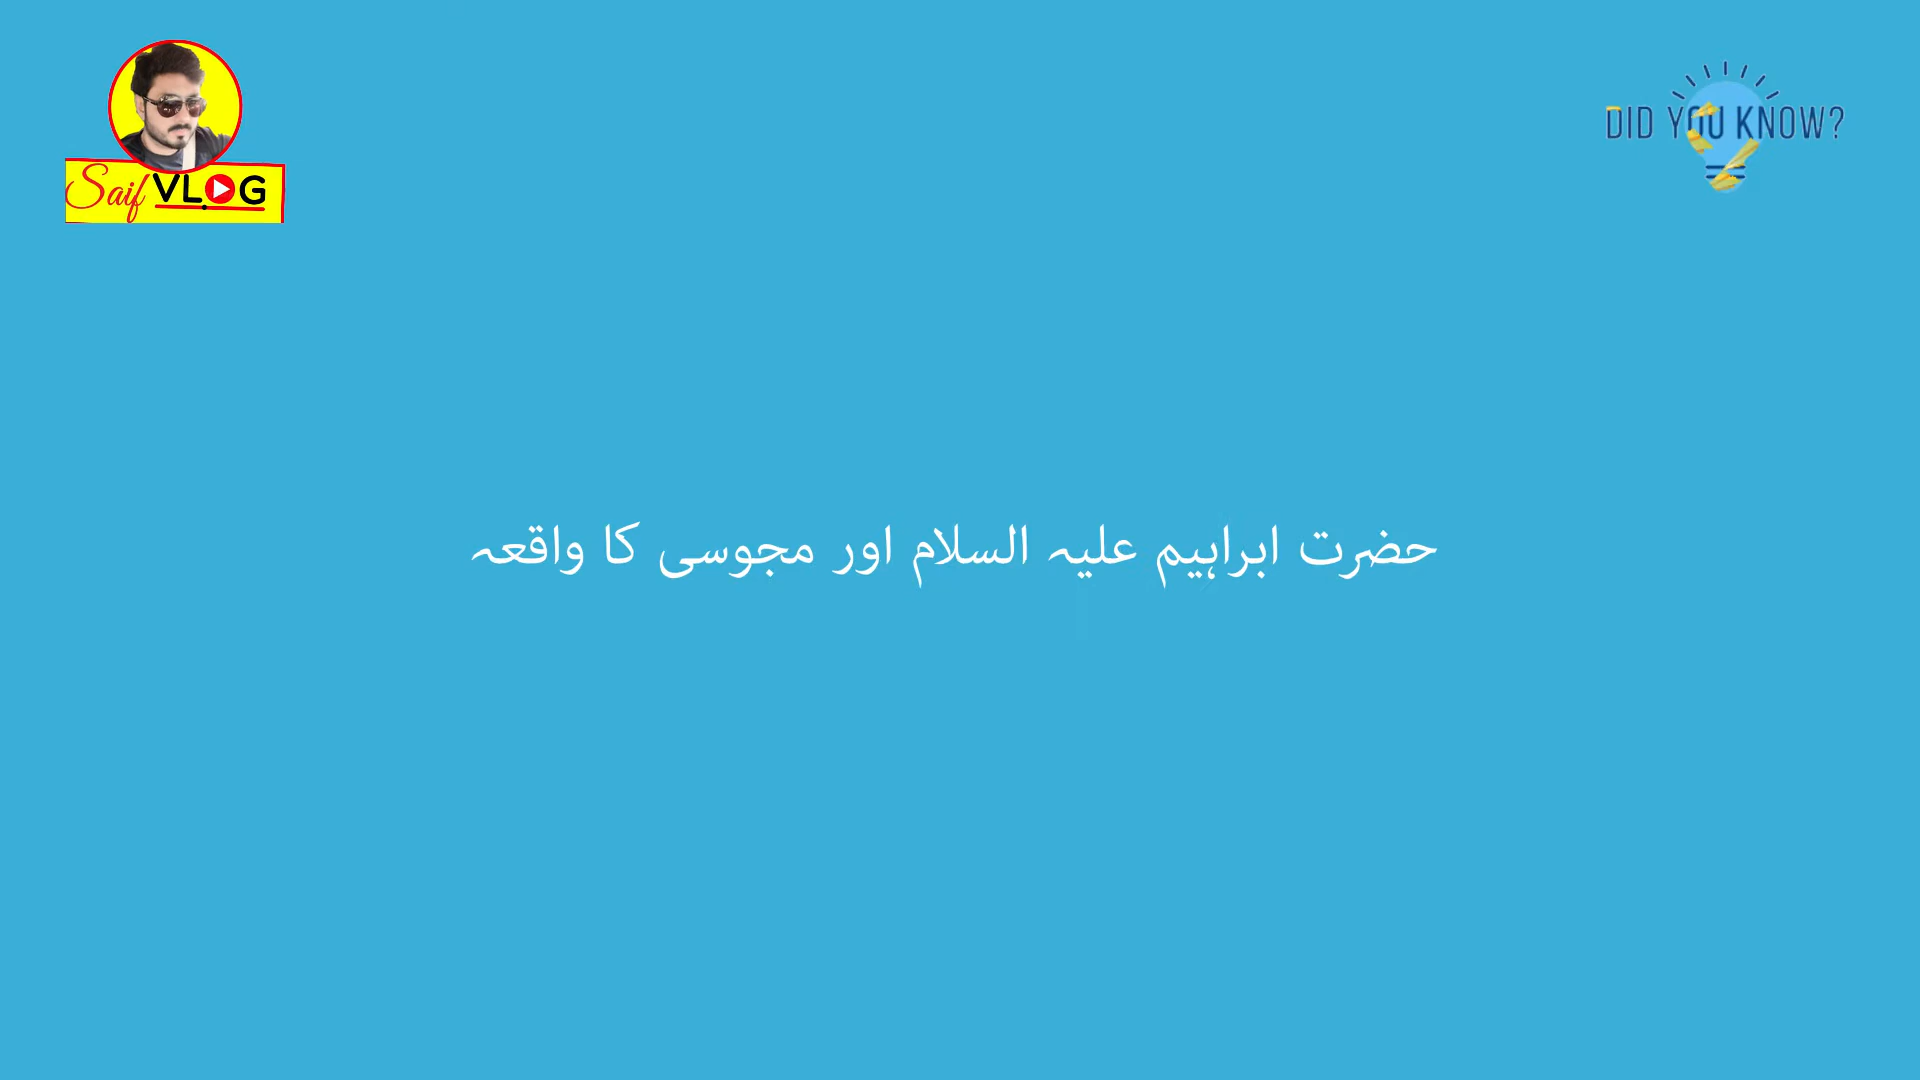 Saif VLOG
DID YOU KNOW?
حضرت ابراہیم علیہ السلام اور مجوسی کا واقعہ